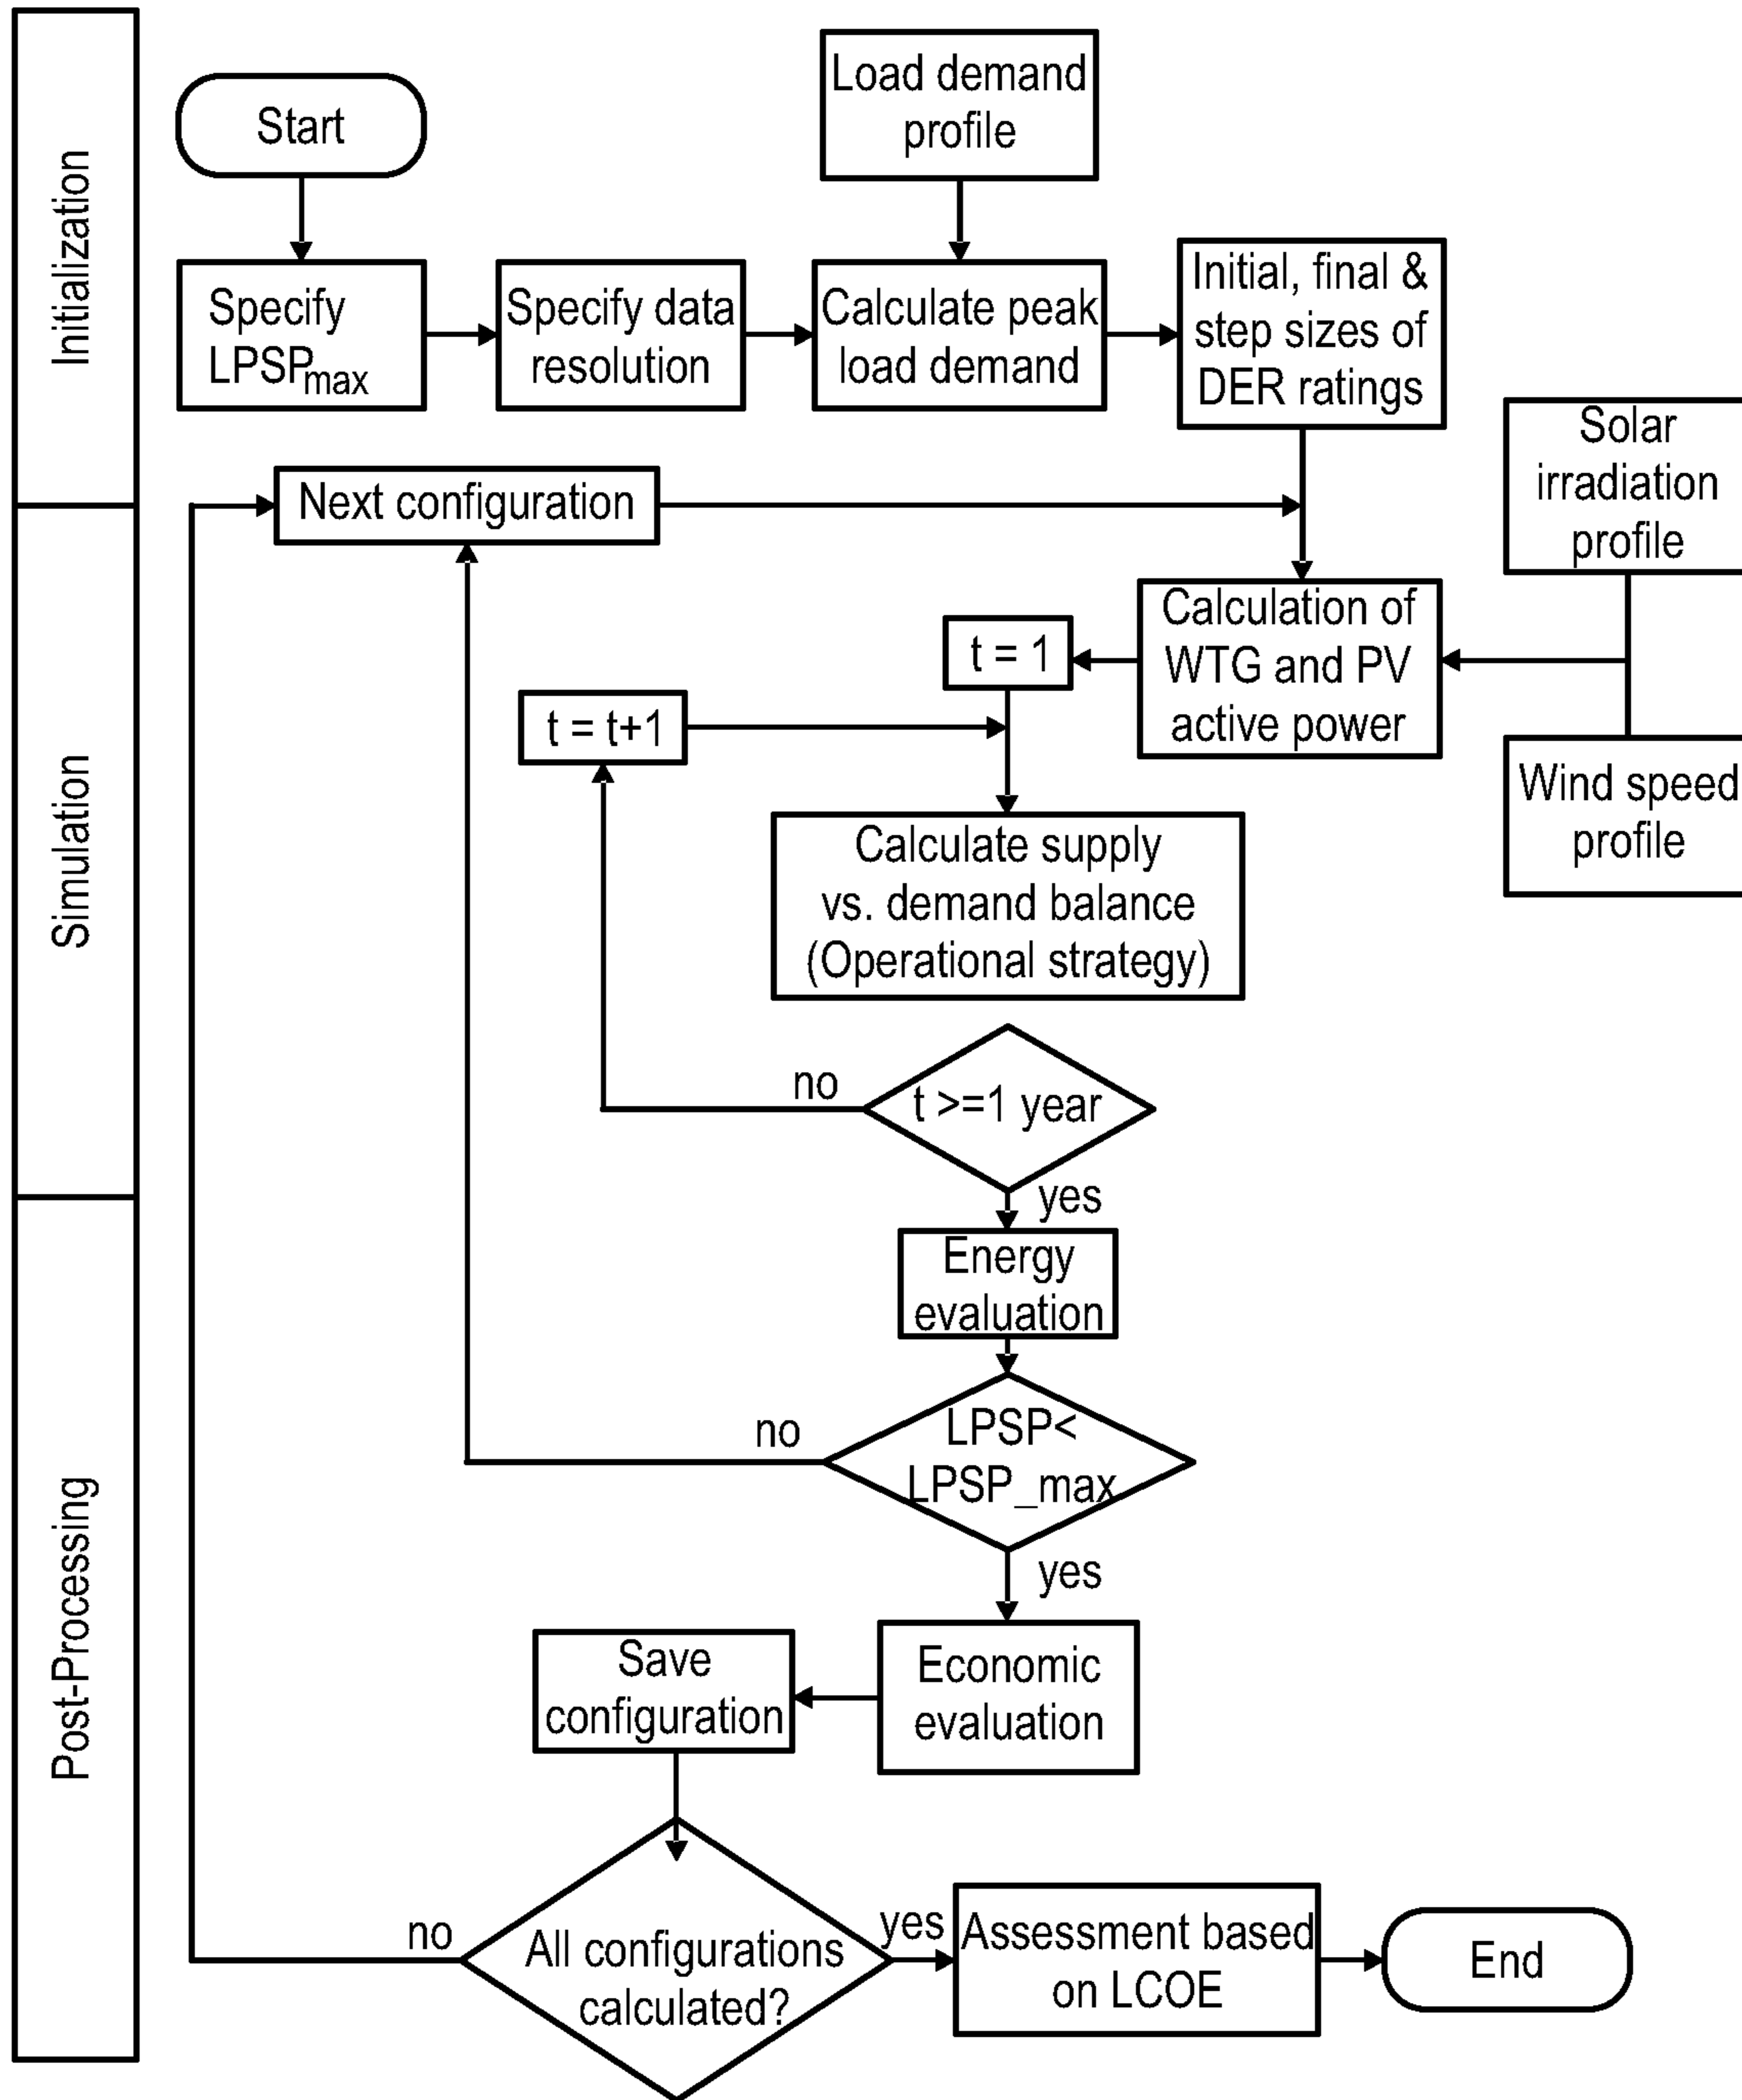 Initialization
Simulation
Post-Processing
Start
Load demand
profile
Specify
LPSPmax
Specify data
resolution
Calculate peak
load demand
Initial, final &
step sizes of
DER ratings
Solar
irradiation
profile
Next configuration
Calculation of
WTG and PV
active power
t = 1
t = t+1
Wind speed
profile
Calculate supply
vs. demand balance
(Operational strategy)
no
t >=1 year
yes
Energy
evaluation
no
LPSP<
LPSP_max
yes
Save
configuration
Economic
evaluation
no
All configurations
calculated?
yes
Assessment based
on LCOE
End